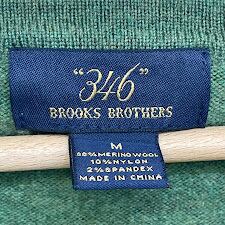 "346"
BROOKS BROTHERS
M
88% MERINO WOOL
10% NYLON
2% SPANDEX
MADE IN CHINA